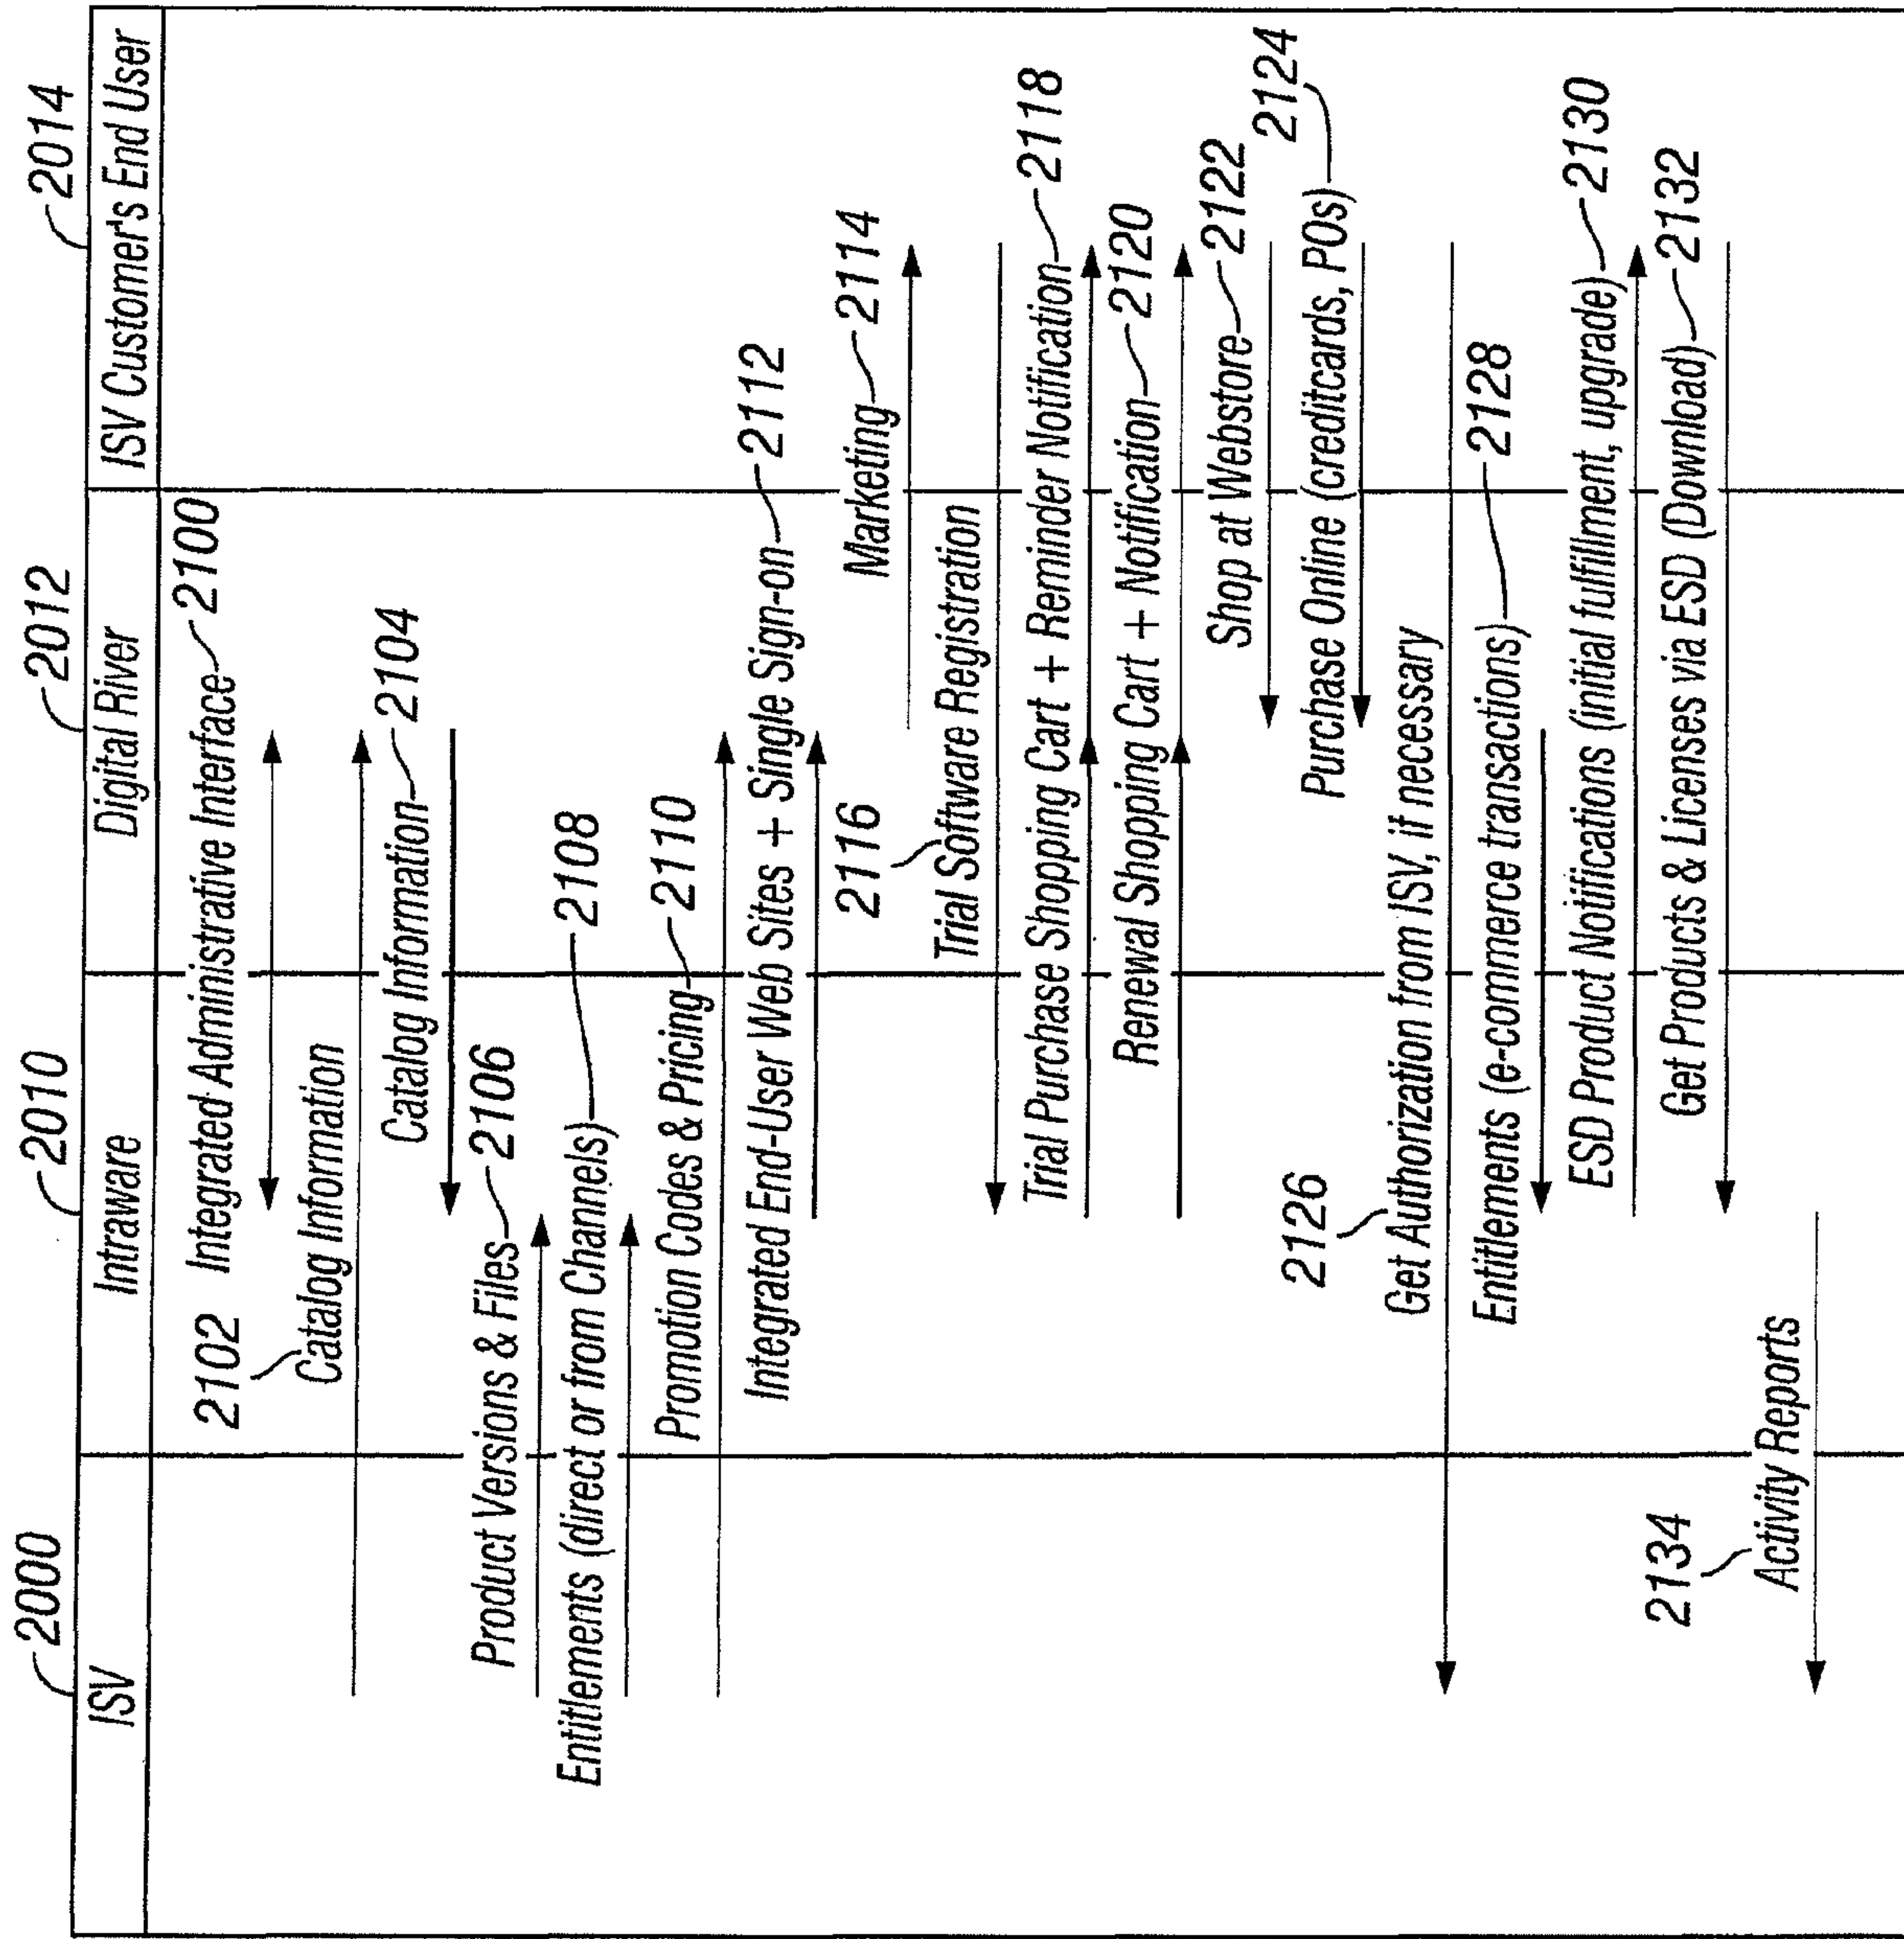 2000
2010
2012
2014
ISV
Intraware
Digital River
ISV Customer's End User
Integrated Administrative Interface 2100
2102
Catalog Information
Catalog Information 2104
Product Versions & Files 2106
Entitlements (direct or from Channels) 2108
Promotion Codes & Pricing 2110
Integrated End-User Web Sites + Single Sign-on 2112
Marketing 2114
2116
Trial Software Registration
Trial Purchase Shopping Cart + Reminder Notification 2118
Renewal Shopping Cart + Notification 2120
Shop at Webstore 2122
Purchase Online (creditcards, POs) 2124
2126
Get Authorization from ISV, if necessary
Entitlements (e-commerce transactions) 2128
ESD Product Notifications (initial fulfillment, upgrade) 2130
Get Products & Licenses via ESD (Download) 2132
2134
Activity Reports